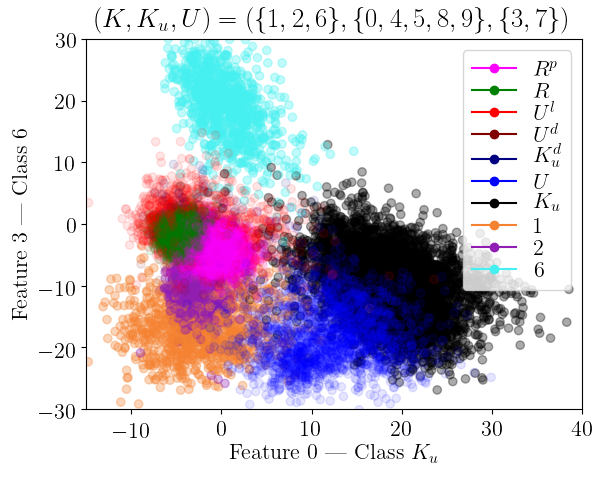 (K, K_u, U) = ({1, 2, 6}, {0, 4, 5, 8, 9}, {3, 7})
30
20
10
0
−10
−20
−30
Feature 3 — Class 6
R^p
R
U^l
U^d
K_u^d
U
K_u
1
2
6
−10
0
10
20
30
40
Feature 0 — Class K_u